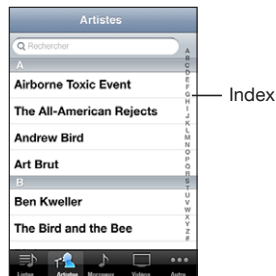 Artistes
Rechercher
A
Airborne Toxic Event
The All-American Rejects
Andrew Bird
Art Brut
B
Ben Kweller
The Bird and the Bee
A
B
C
D
E
F
G
H
I
J
K
L
M
N
O
P
Q
R
S
T
U
V
W
X
Y
Z
#
Index
Listes
Artistes
Morceaux
Vidéos
Autre